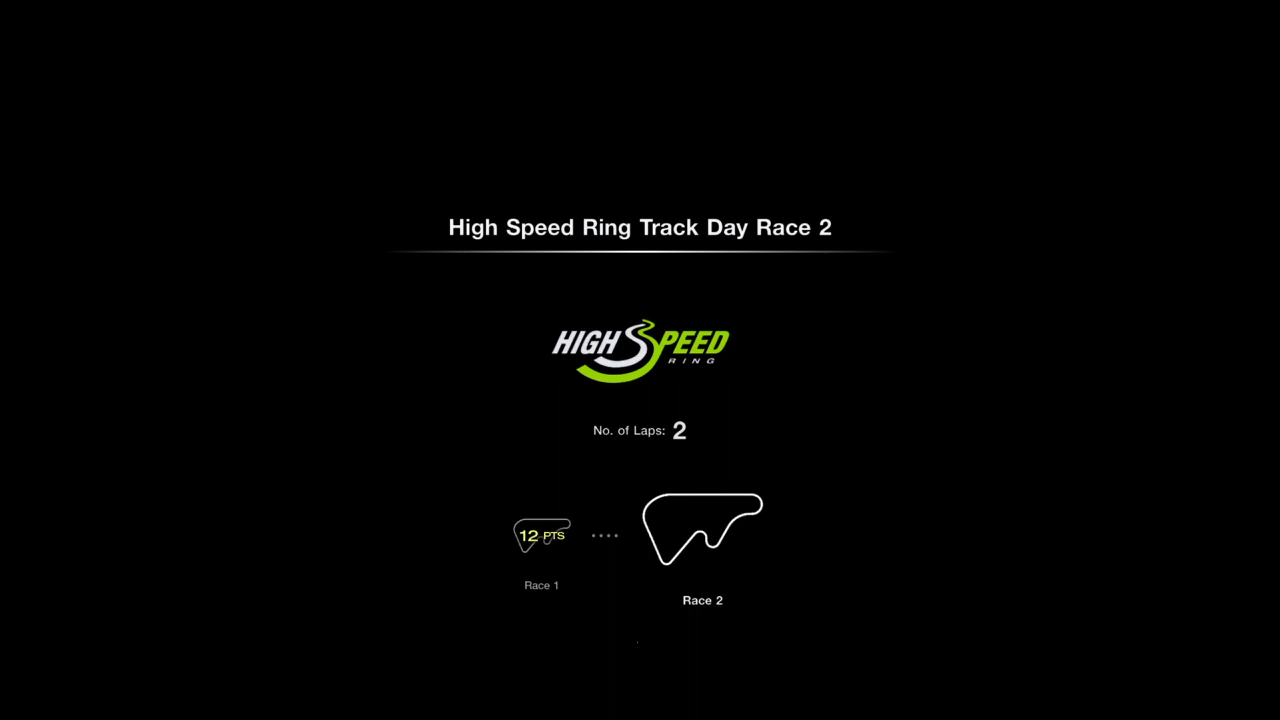 High Speed Ring Track Day Race 2
HIGH SPEED
RING
No. of Laps: 2
12 PTS
Race 1
Race 2